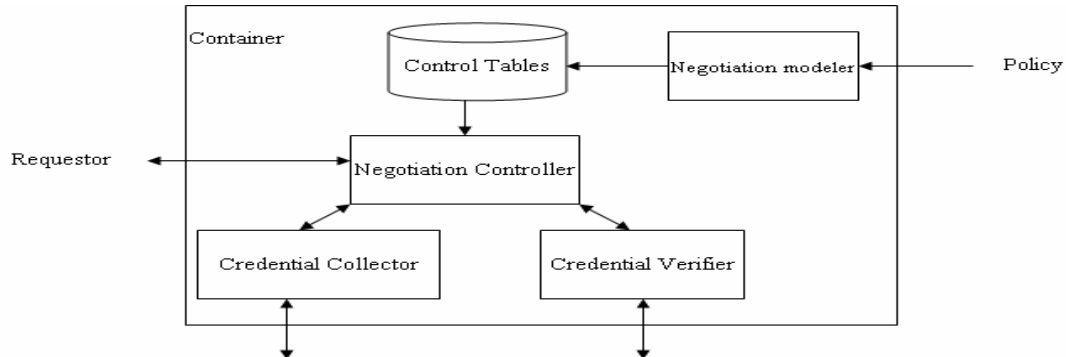 Container
Control Tables
Negotiation modeler
Policy
Requestor
Negotiation Controller
Credential Collector
Credential Verifier